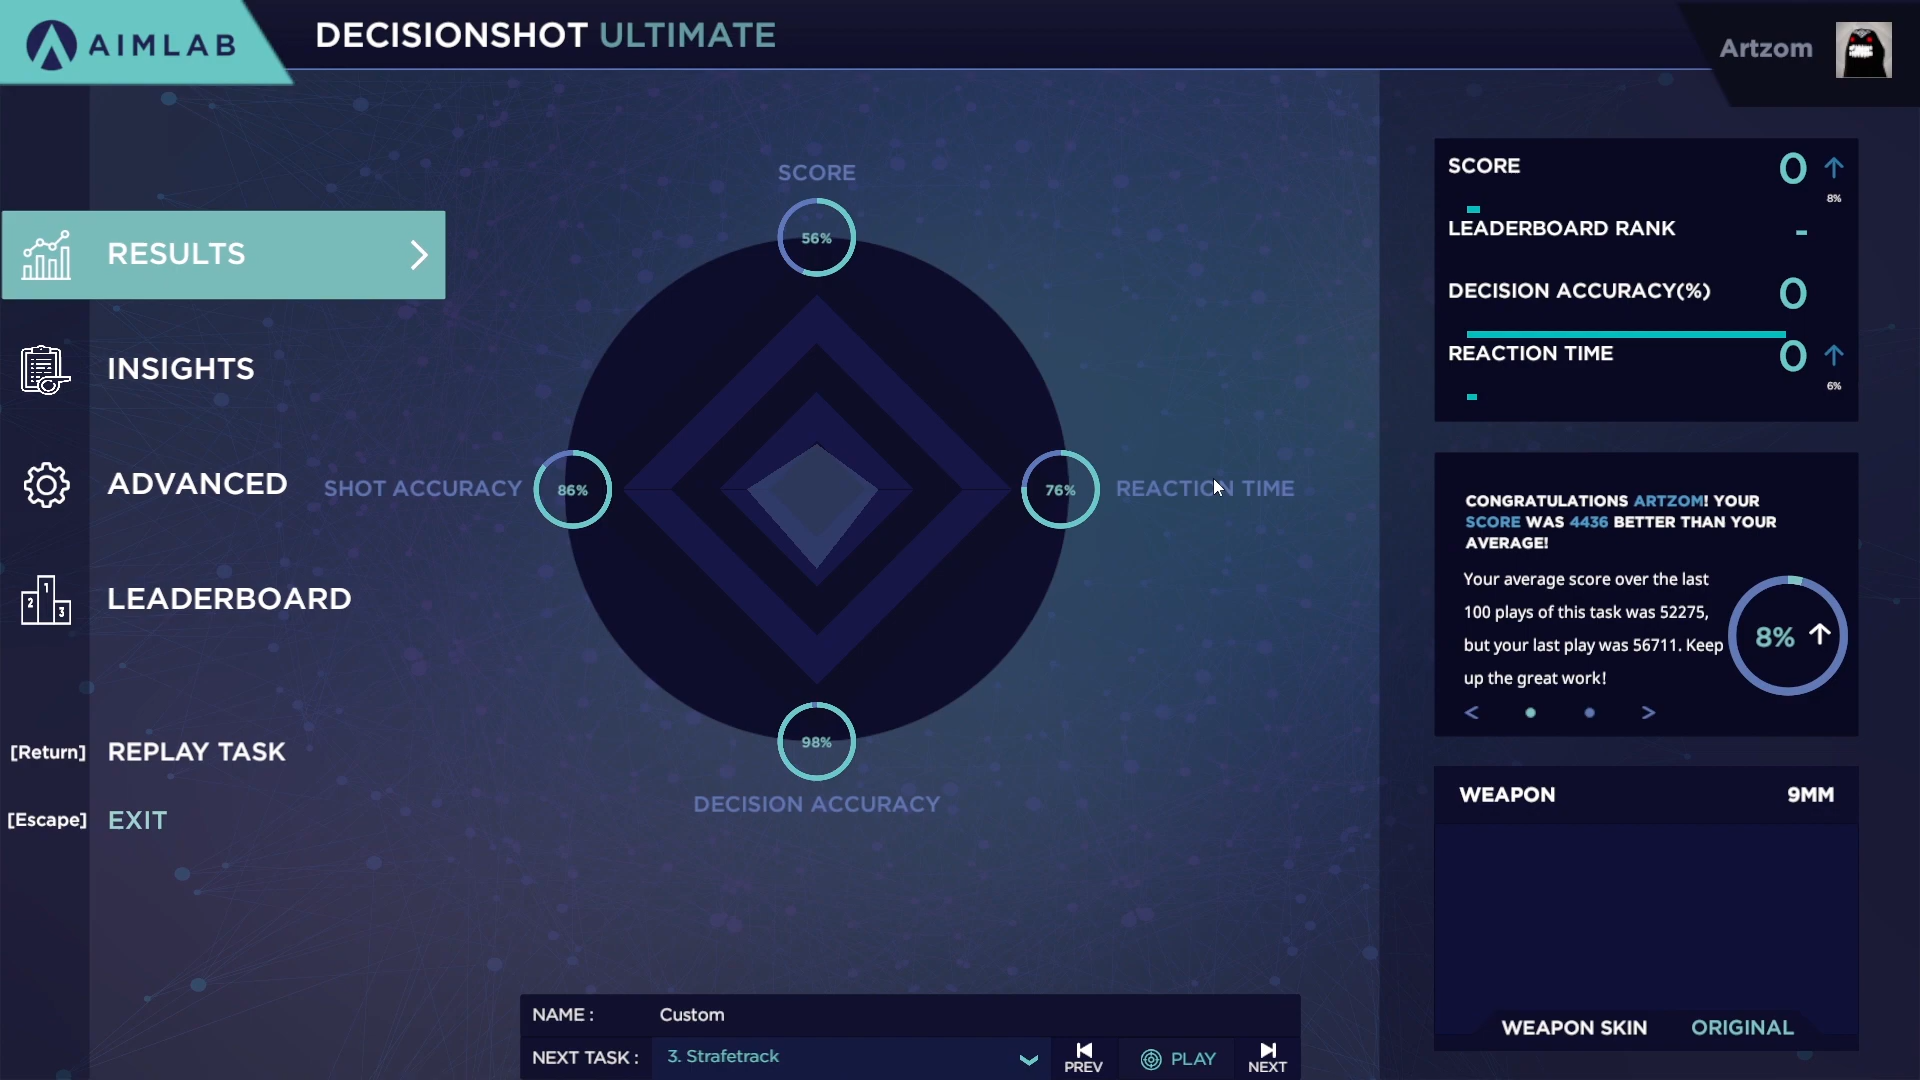 AIMLAB
DECISIONSHOT ULTIMATE
Artzom
RESULTS
INSIGHTS
ADVANCED
LEADERBOARD
[Return] REPLAY TASK
[Escape] EXIT
SCORE
56%
SHOT ACCURACY 86%
76% REACTION TIME
98%
DECISION ACCURACY
SCORE 0
8%
LEADERBOARD RANK -
DECISION ACCURACY(%) 0
REACTION TIME 0
6%
CONGRATULATIONS ARTZOM! YOUR
SCORE WAS 4436 BETTER THAN YOUR
AVERAGE!
Your average score over the last
100 plays of this task was 52275,
but your last play was 56711. Keep
up the great work!
8%
WEAPON 9MM
WEAPON SKIN ORIGINAL
NAME : Custom
NEXT TASK : 3. Strafetrack
PREV PLAY NEXT